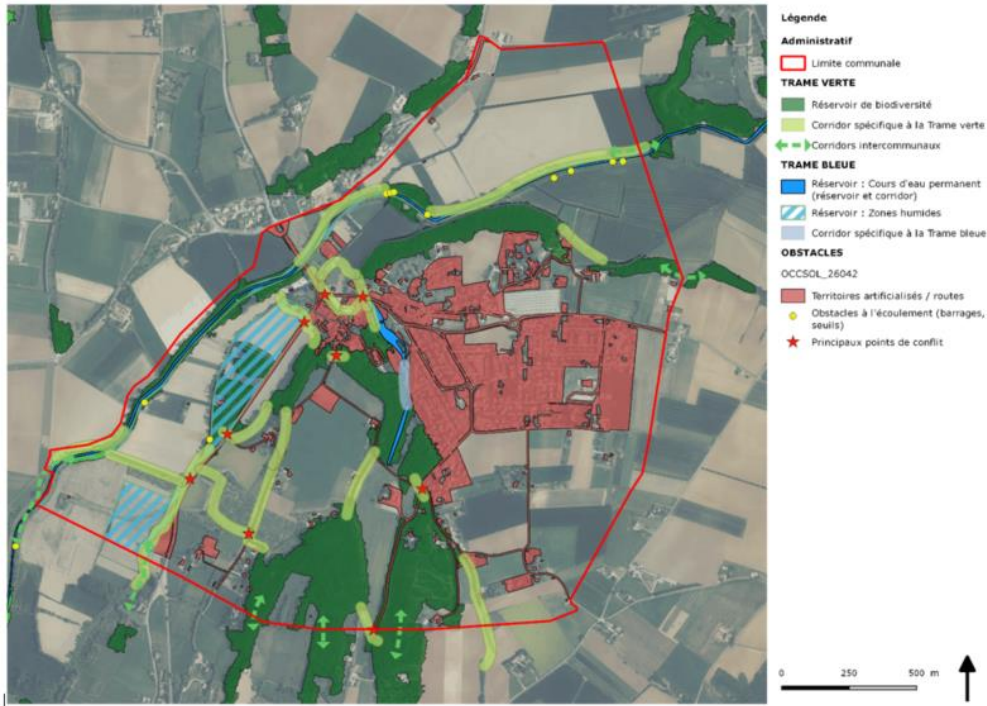 Légende
Administratif
Limite communale
TRAME VERTE
Réservoir de biodiversité
Corridor spécifique à la Trame verte
Corridors intercommunaux
TRAME BLEUE
Réservoir : Cours d'eau permanent
(réservoir et corridor)
Réservoir : Zones humides
Corridor spécifique à la Trame bleue
OBSTACLES
OCCSOL_26042
Territoires artificialisés / routes
Obstacles à l'écoulement (barrages,
seuils)
Principaux points de conflit
0 250 500 m